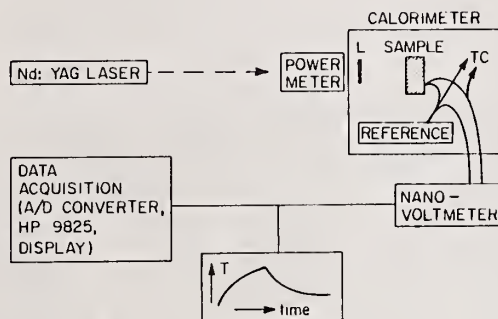 CALORIMETER
L SAMPLE TC
Nd: YAG LASER
POWER
METER
REFERENCE
DATA
ACQUISITION
(A/D CONVERTER,
HP 9825,
DISPLAY)
NANO-
VOLTMETER
T
time